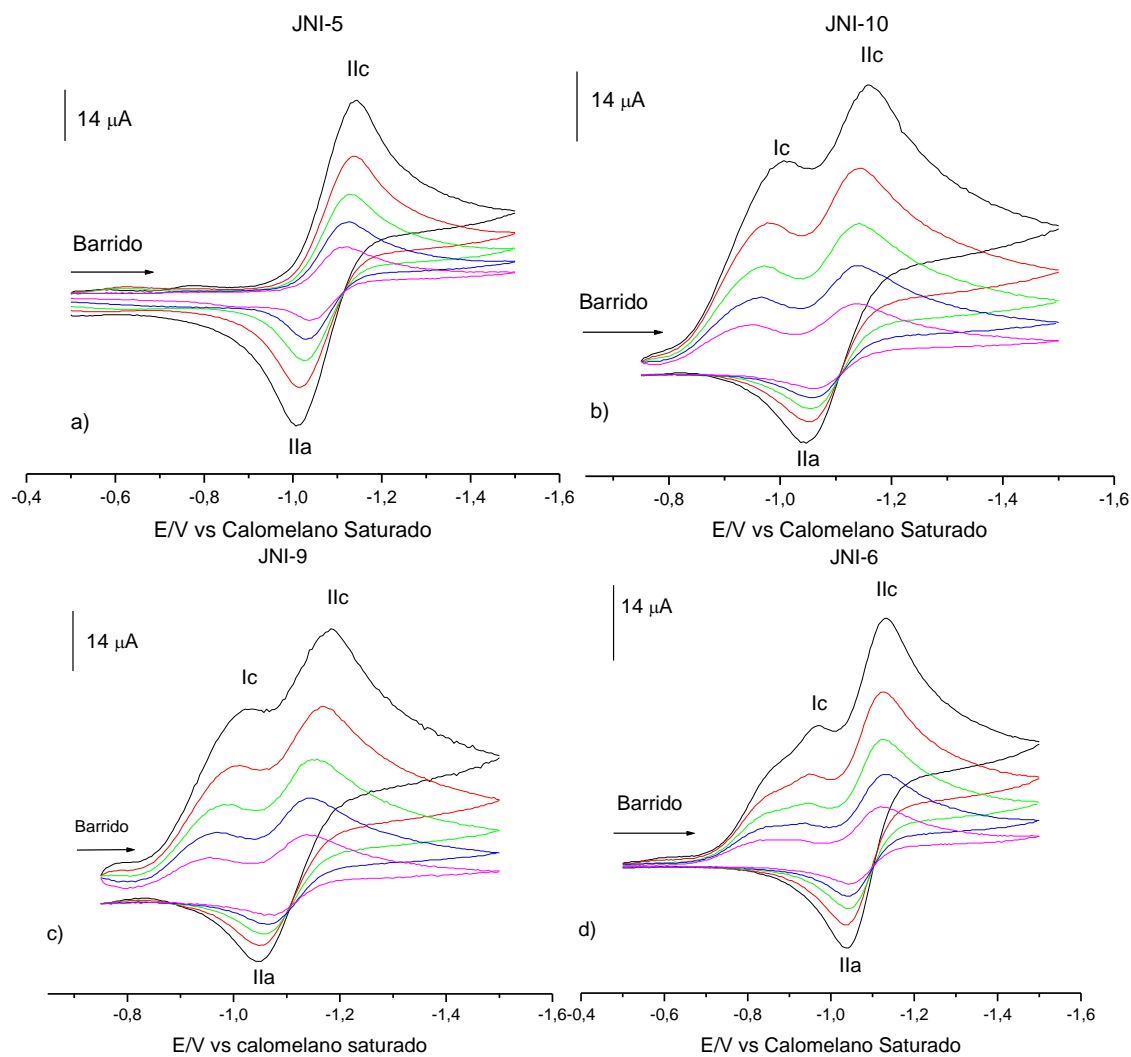 JNI-5
IIc
14 μA
Barrido
a)
IIa
-0,4 -0,6 -0,8 -1,0 -1,2 -1,4 -1,6
E/V vs Calomelano Saturado
JNI-10
IIc
14 μA
Ic
Barrido
b)
IIa
-0,8 -1,0 -1,2 -1,4 -1,6
E/V vs Calomelano Saturado
JNI-9
IIc
14 μA
Ic
Barrido
c)
IIa
-0,8 -1,0 -1,2 -1,4 -1,6
E/V vs calomelano saturado
JNI-6
IIc
14 μA
Ic
Barrido
d)
IIa
-0,4 -0,6 -0,8 -1,0 -1,2 -1,4 -1,6
E/V vs Calomelano Saturado